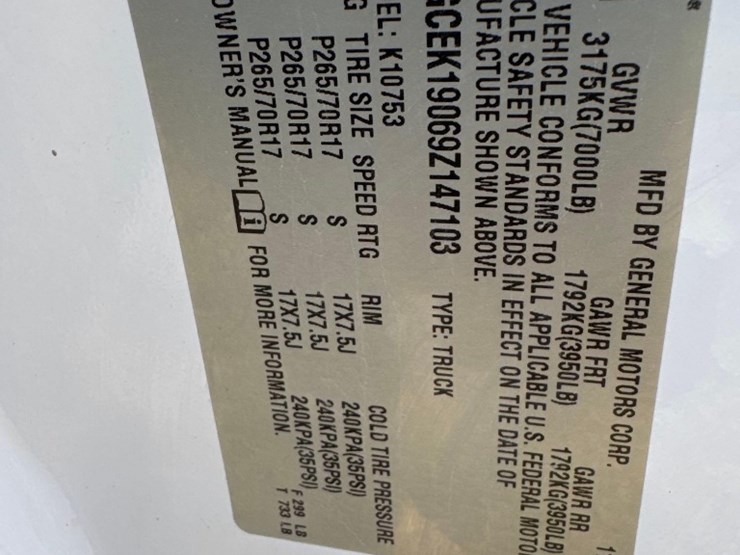 MFD BY GENERAL MOTORS CORP.
GVWR GAWR FRT GAWR RR
3175KG(7000LB) 1792KG(3950LB) 1792KG(3950LB)
VEHICLE CONFORMS TO ALL APPLICABLE U.S. FEDERAL MOTO
CLE SAFETY STANDARDS IN EFFECT ON THE DATE OF
UFACTURE SHOWN ABOVE.
GCEK19069Z147103 TYPE: TRUCK
EL: K10753
G TIRE SIZE SPEED RTG RIM COLD TIRE PRESSURE
P265/70R17 S 17X7.5J 240KPA(35PSI)
P265/70R17 S 17X7.5J 240KPA(35PSI)
P265/70R17 S 17X7.5J 240KPA(35PSI)
OWNER'S MANUAL i FOR MORE INFORMATION. F 299 LB
T 733 LB